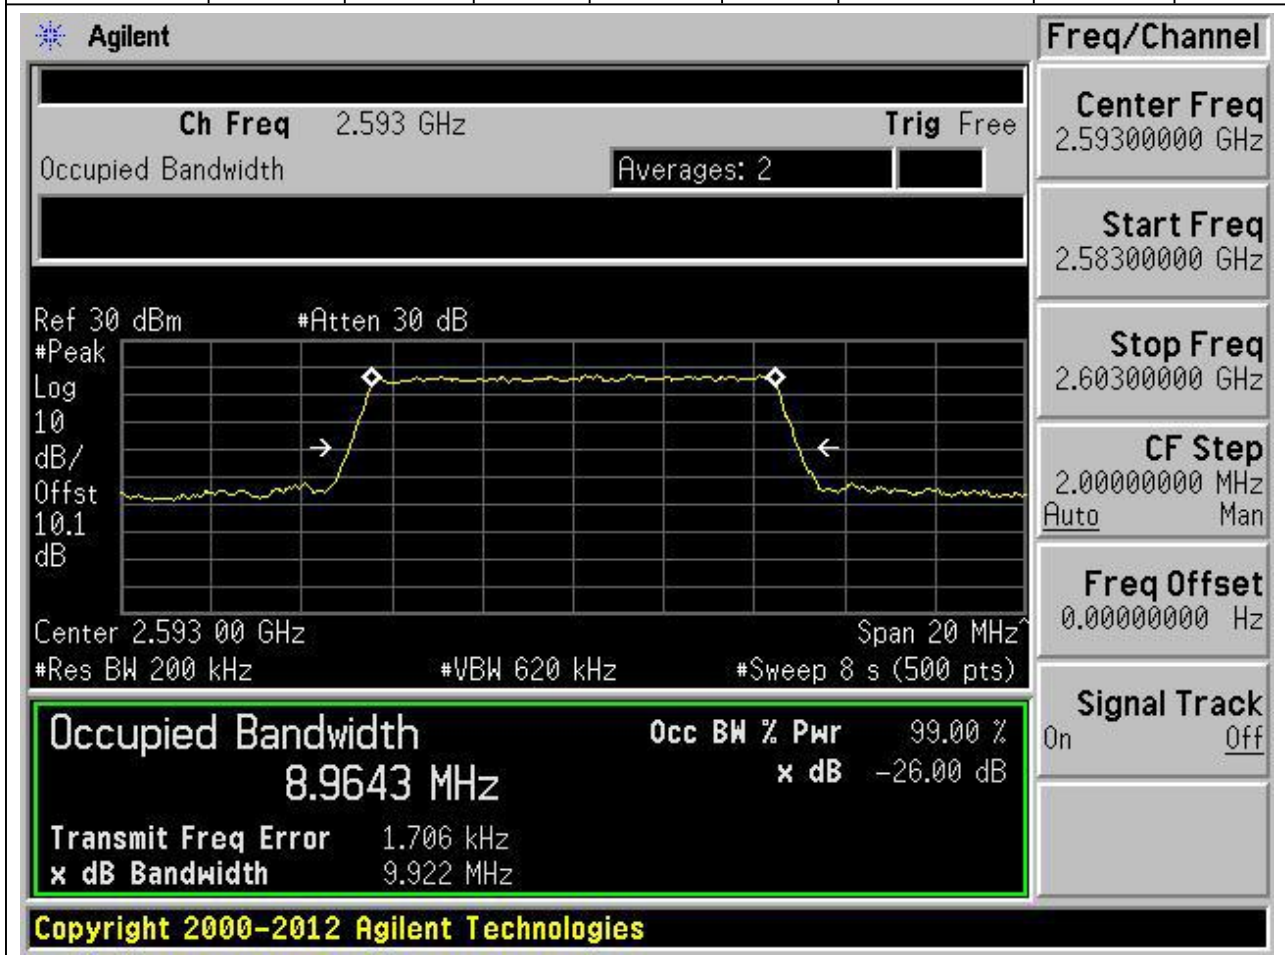 Agilent
Freq/Channel
Ch Freq 2.593 GHz Trig Free
Occupied Bandwidth Averages: 2
Center Freq
2.59300000 GHz
Start Freq
2.58300000 GHz
Ref 30 dBm #Atten 30 dB
#Peak
Log
10
dB/
Offst
10.1
dB
Stop Freq
2.60300000 GHz
CF Step
2.00000000 MHz
Auto Man
Freq Offset
0.00000000 Hz
Center 2.593 00 GHz Span 20 MHz^
#Res BW 200 kHz #VBW 620 kHz #Sweep 8 s (500 pts)
Signal Track
On Off
Occupied Bandwidth Occ BW % Pwr 99.00 %
8.9643 MHz x dB -26.00 dB
Transmit Freq Error 1.706 kHz
x dB Bandwidth 9.922 MHz
Copyright 2000-2012 Agilent Technologies